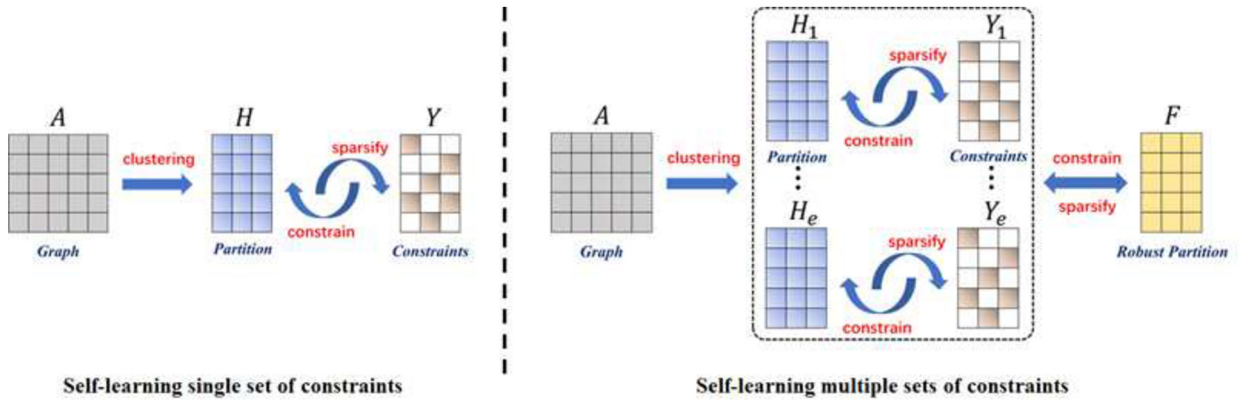 A
clustering
Graph
H
Partition
sparsify
constrain
Y
Constraints
Self-learning single set of constraints
A
clustering
Graph
H1
Partition
sparsify
constrain
Y1
Constraints
He
sparsify
constrain
Ye
constrain
sparsify
F
Robust Partition
Self-learning multiple sets of constraints